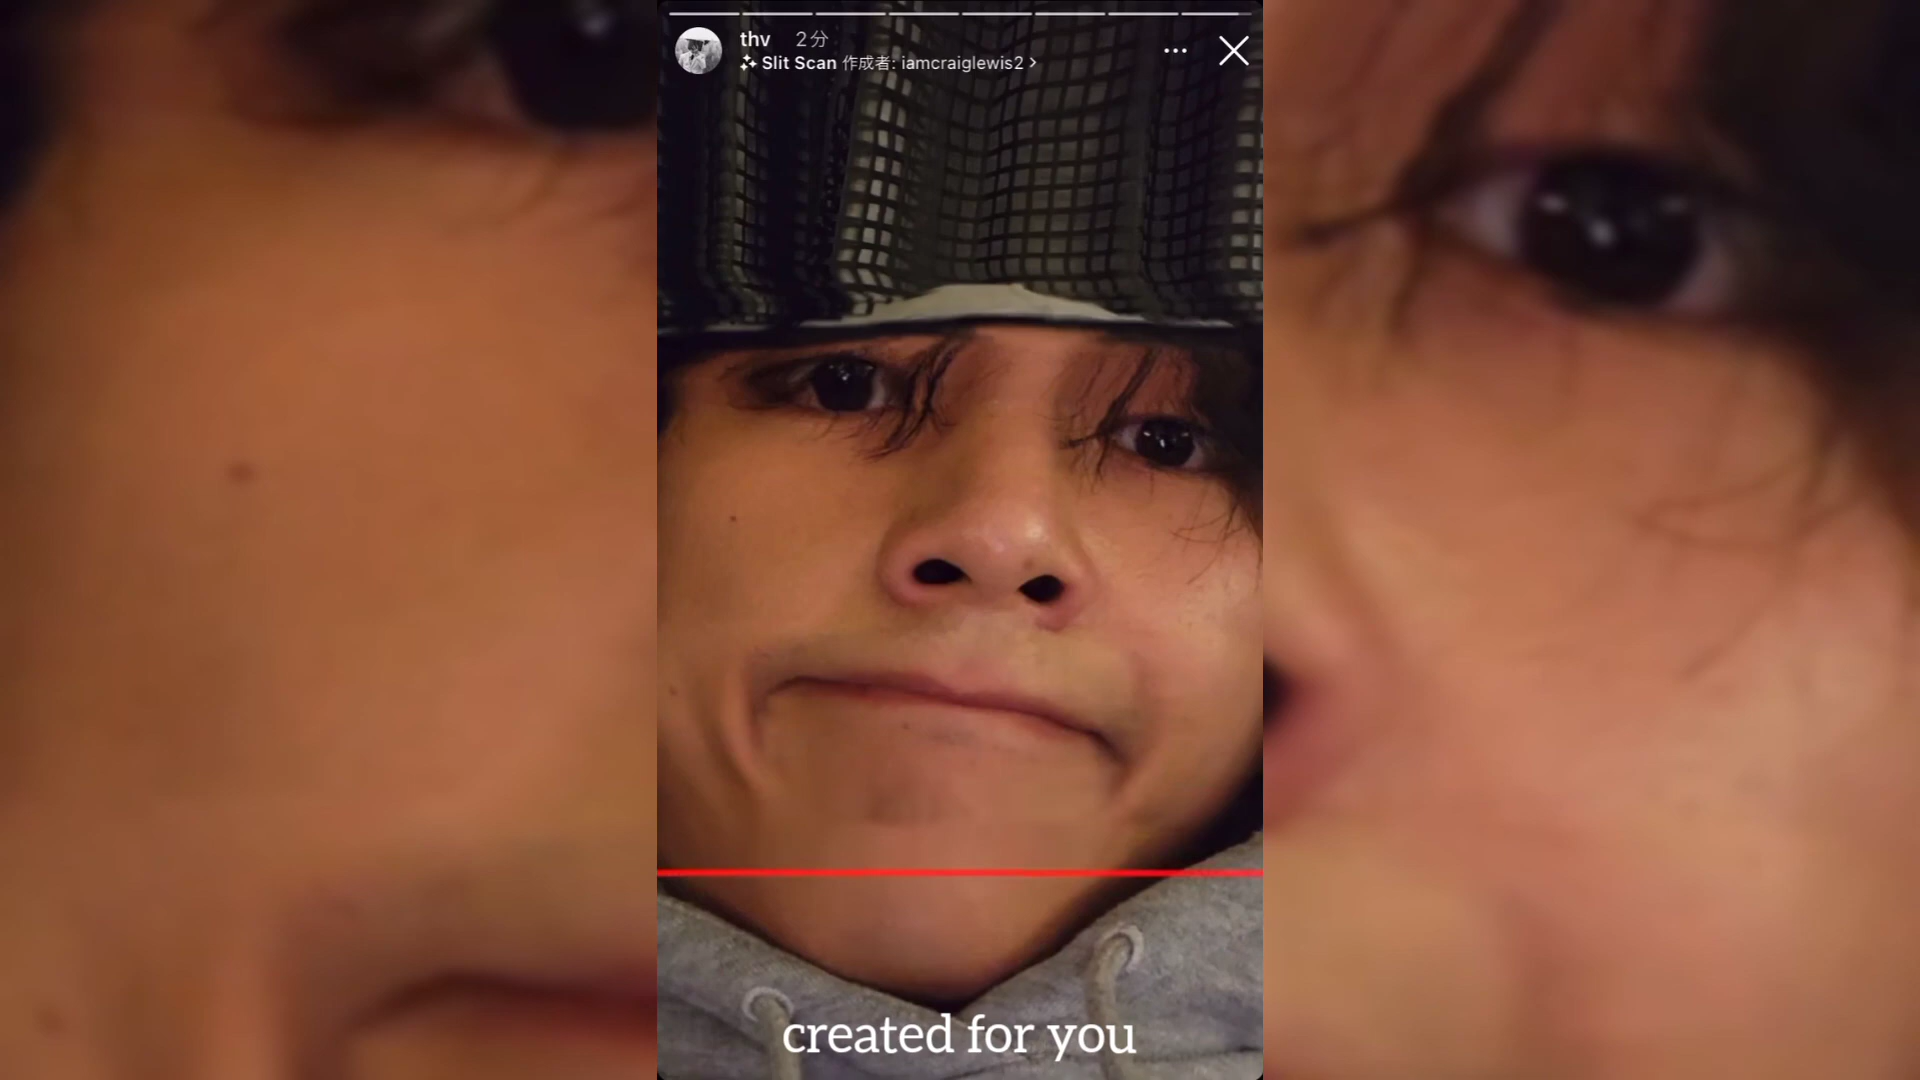 thv 2分
Slit Scan 作成者: iamcraiglewis2 >
created for you